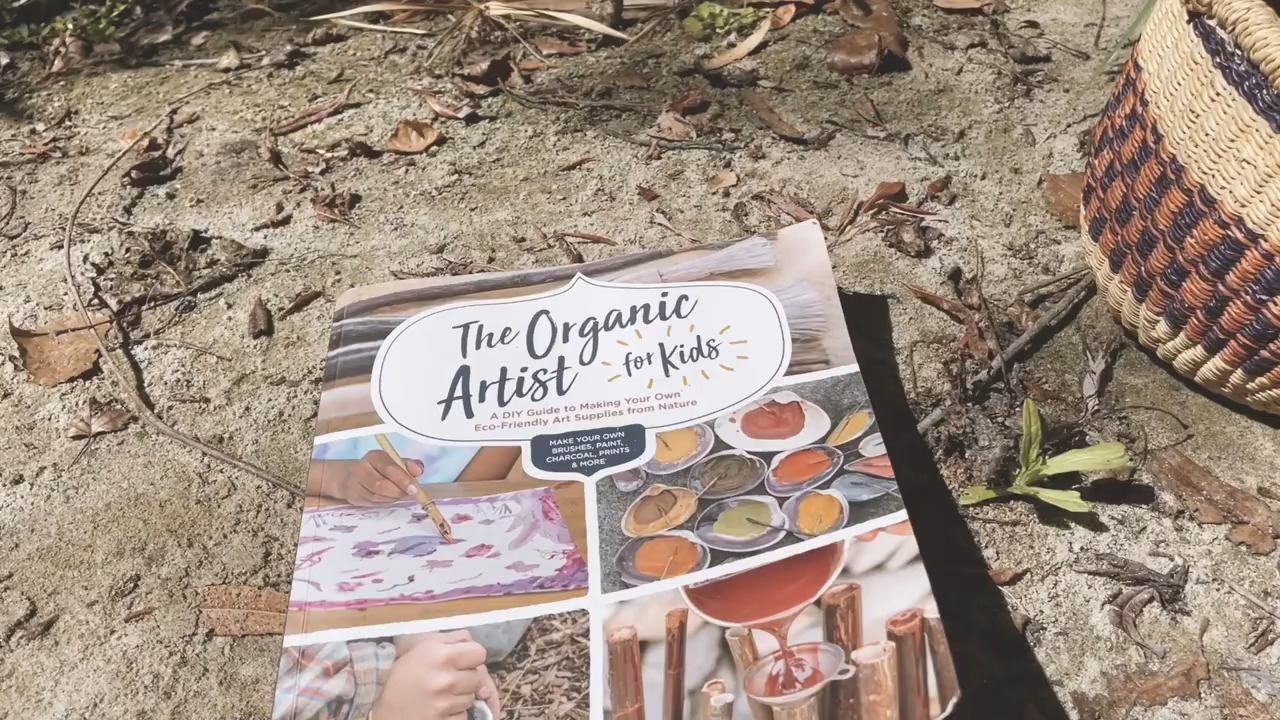 The Organic
Artist for Kids
A DIY Guide to Making Your Own
Eco-Friendly Art Supplies from Nature
MAKE YOUR OWN
BRUSHES, PAINT,
CHARCOAL, PRINTS
& MORE